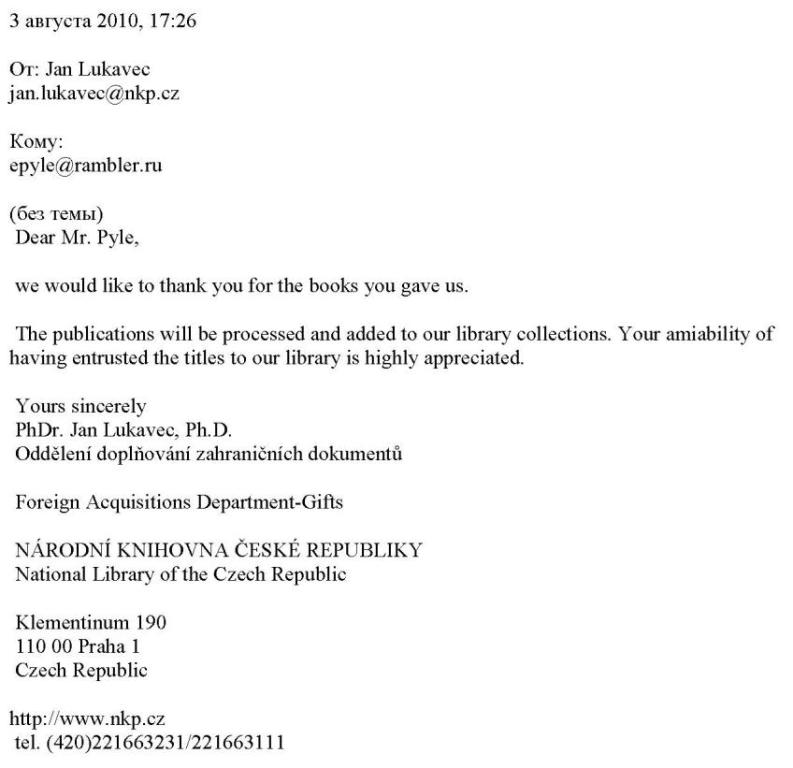 3 августа 2010, 17:26
От: Jan Lukavec
jan.lukavec@nkp.cz
Кому:
epyle@rambler.ru
(без темы)
Dear Mr. Pyle,
we would like to thank you for the books you gave us.
The publications will be processed and added to our library collections. Your amiability of
having entrusted the titles to our library is highly appreciated.
Yours sincerely
PhDr. Jan Lukavec, Ph.D.
Oddělení doplňování zahraničních dokumentů
Foreign Acquisitions Department-Gifts
NÁRODNÍ KNIHOVNA ČESKÉ REPUBLIKY
National Library of the Czech Republic
Klementinum 190
110 00 Praha 1
Czech Republic
http://www.nkp.cz
tel. (420)221663231/221663111